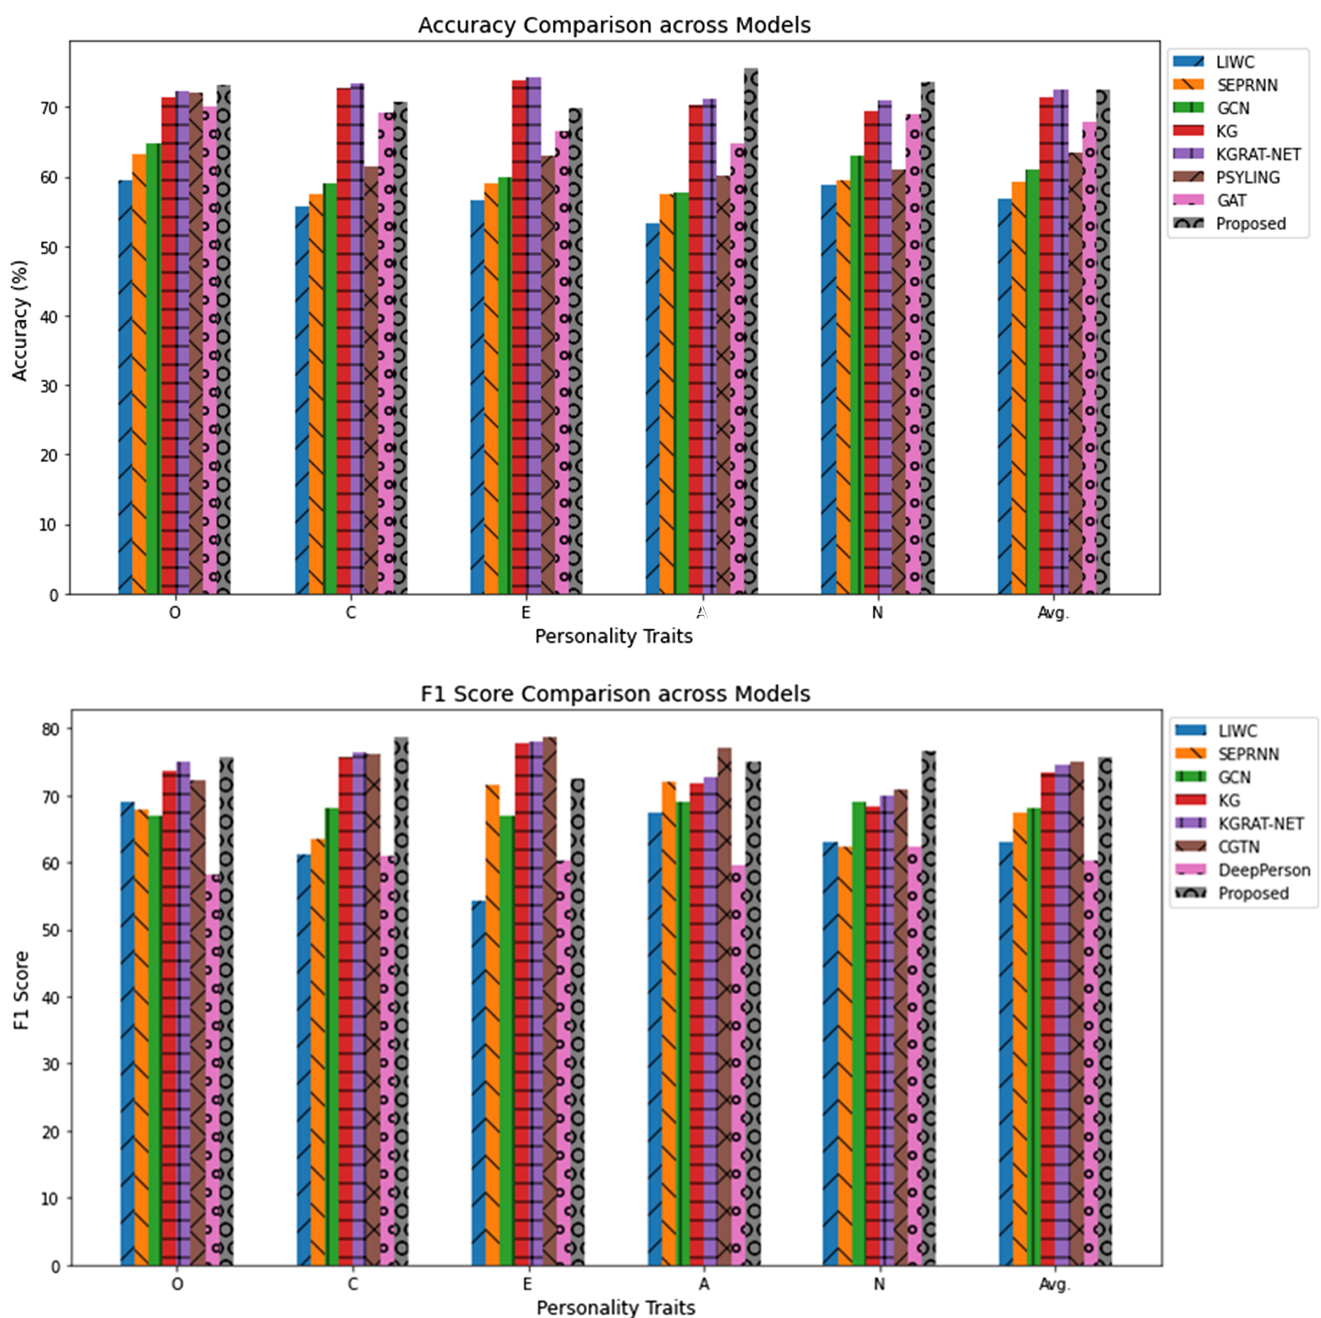 Accuracy Comparison across Models
Accuracy (%)
70
60
50
40
30
20
10
0
O C E A N Avg.
Personality Traits
LIWC
SEPRNN
GCN
KG
KGRAT-NET
PSYLING
GAT
Proposed
F1 Score Comparison across Models
F1 Score
80
70
60
50
40
30
20
10
0
O C E A N Avg.
Personality Traits
LIWC
SEPRNN
GCN
KG
KGRAT-NET
CGTN
DeepPerson
Proposed